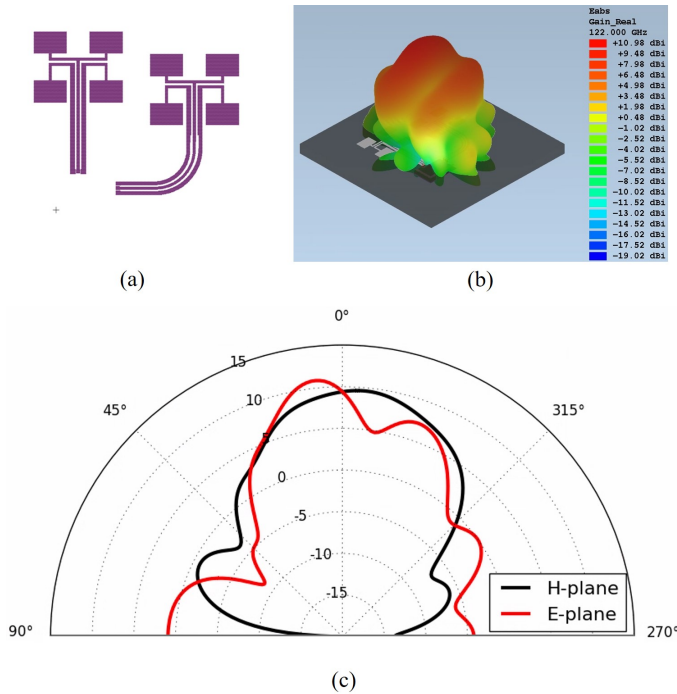 Eabs
Gain_Real
122.000 GHz
+10.98 dBi
+9.48 dBi
+7.98 dBi
+6.48 dBi
+4.98 dBi
+3.48 dBi
+1.98 dBi
+0.48 dBi
-1.02 dBi
-2.52 dBi
-4.02 dBi
-5.52 dBi
-7.02 dBi
-8.52 dBi
-10.02 dBi
-11.52 dBi
-13.02 dBi
-14.52 dBi
-16.02 dBi
-17.52 dBi
-19.02 dBi
(a)
(b)
0°
15
10
45°
315°
5
0
-5
-10
-15
H-plane
E-plane
90°
270°
(c)